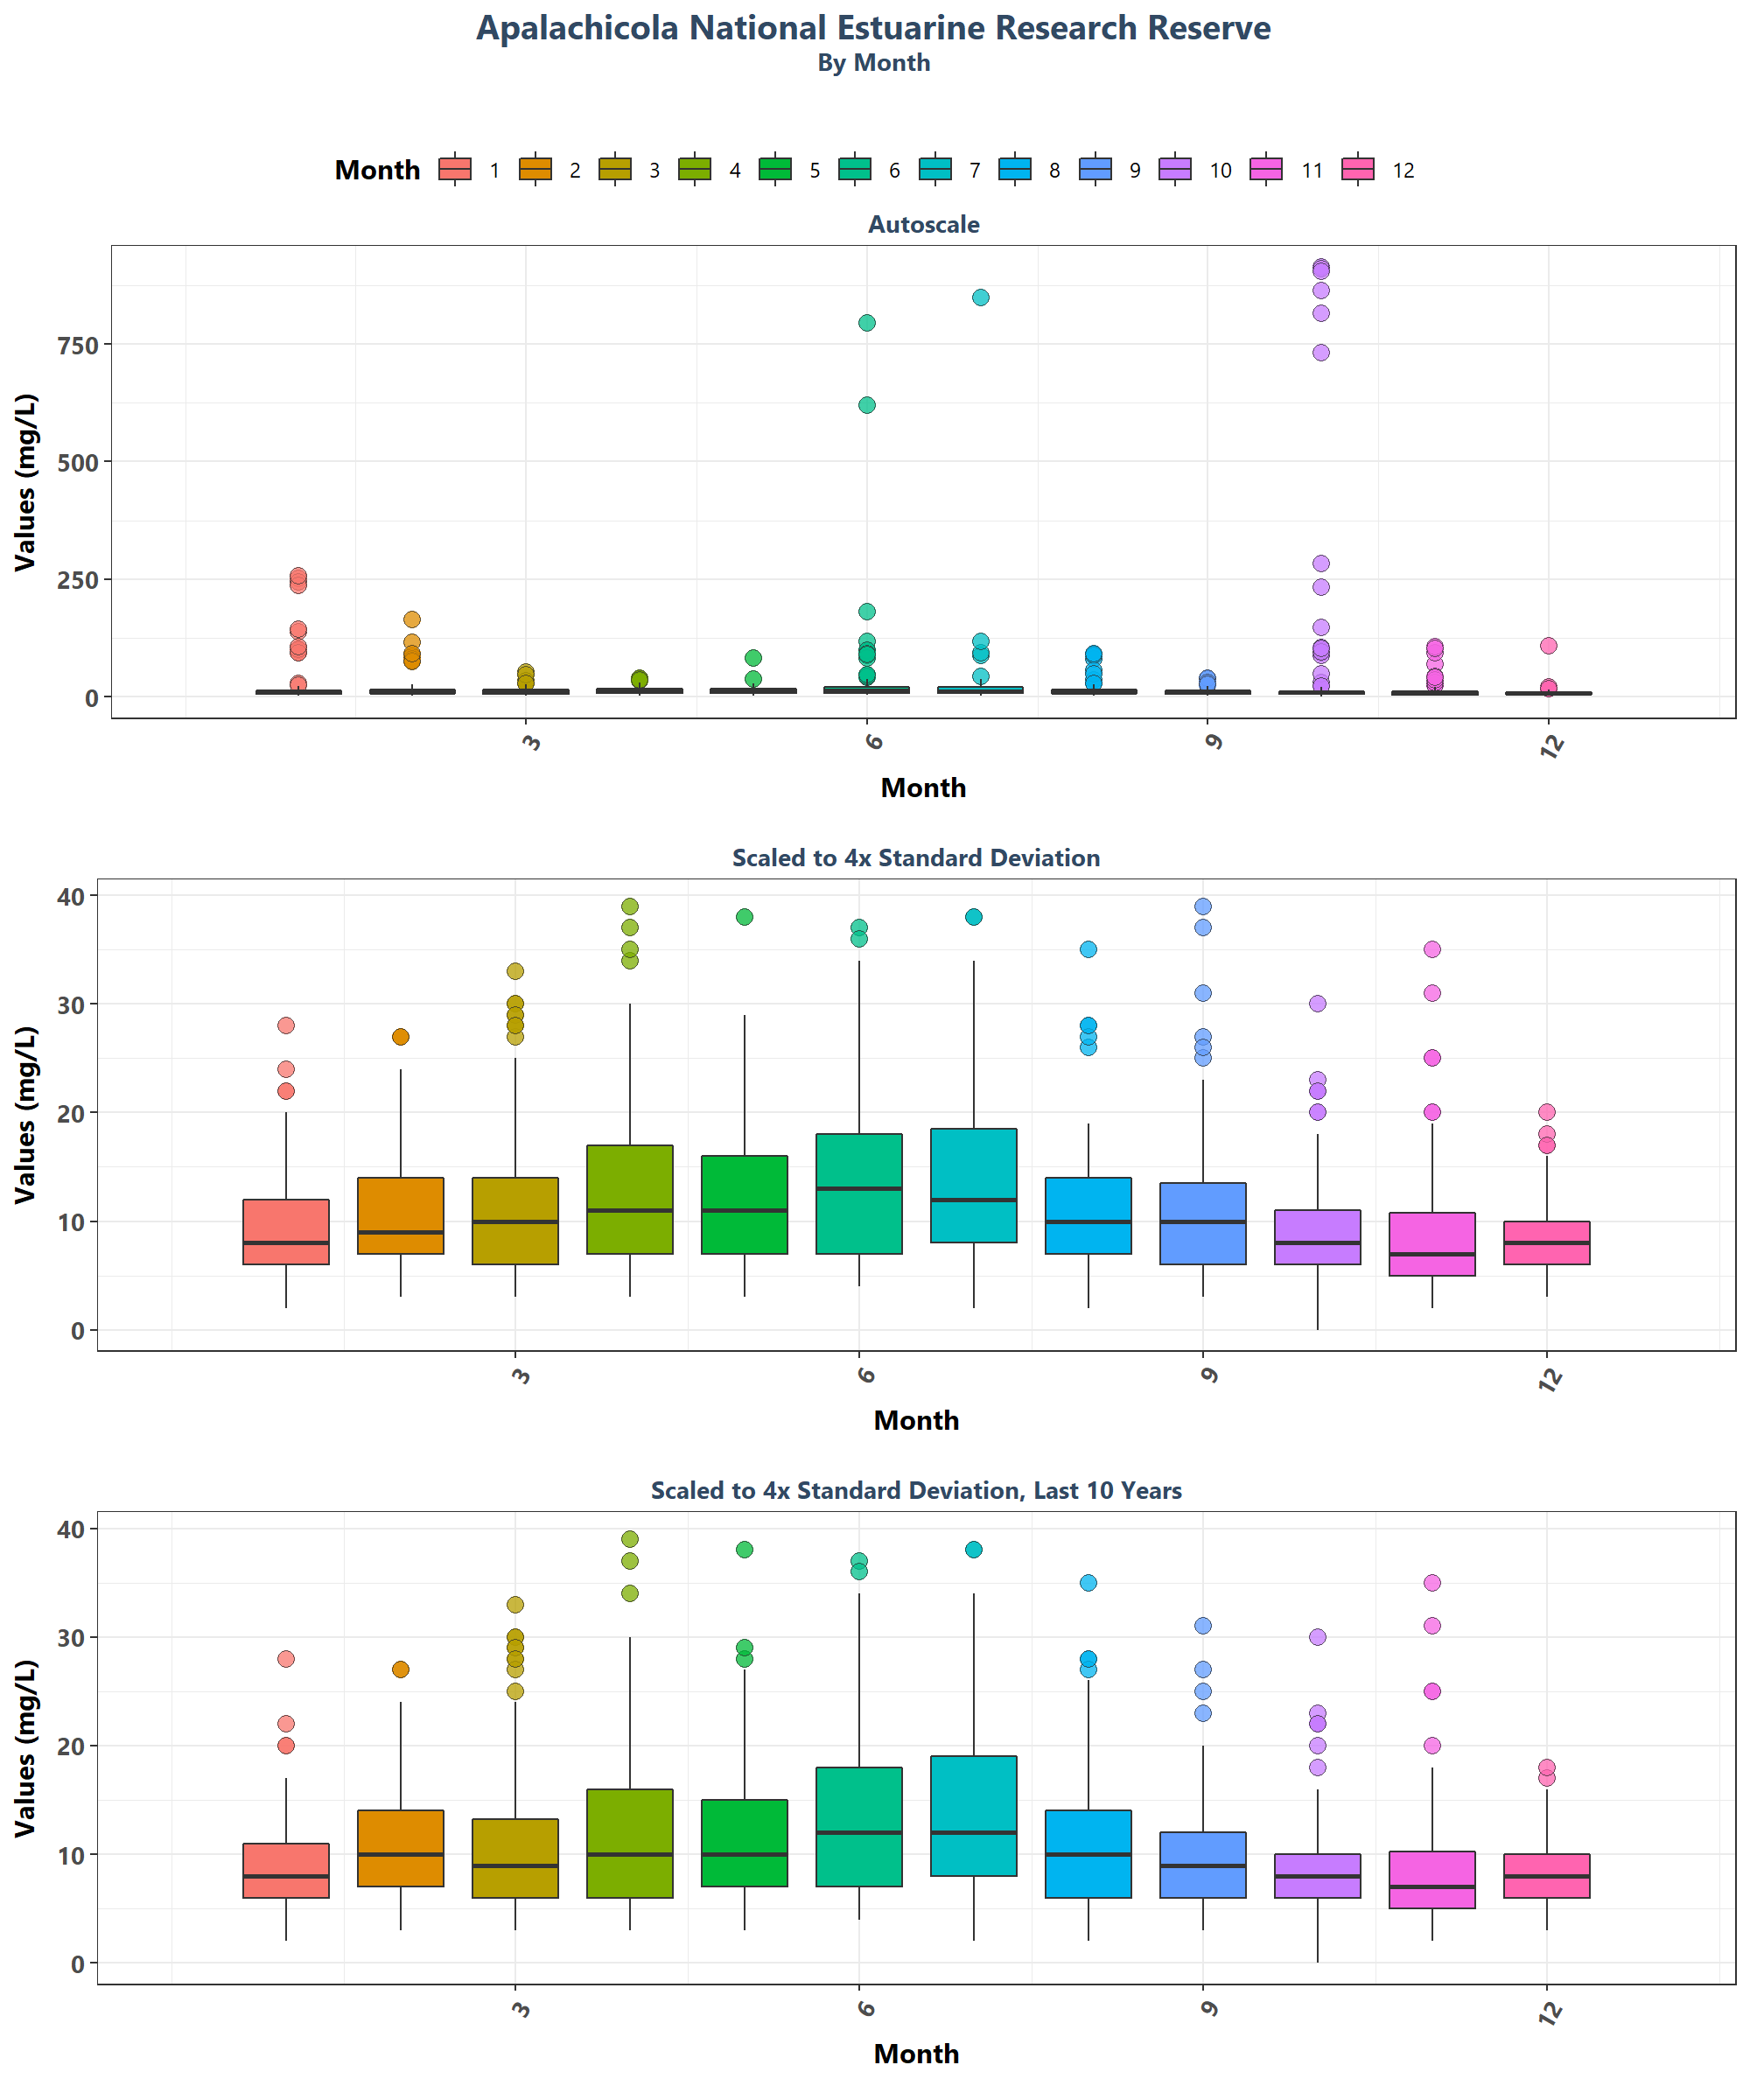 Apalachicola National Estuarine Research Reserve
By Month
Month 1 2 3 4 5 6 7 8 9 10 11 12
Autoscale
Values (mg/L)
750
500
250
0
3 6 9 12
Month
Scaled to 4x Standard Deviation
Values (mg/L)
40
30
20
10
0
3 6 9 12
Month
Scaled to 4x Standard Deviation, Last 10 Years
Values (mg/L)
40
30
20
10
0
3 6 9 12
Month